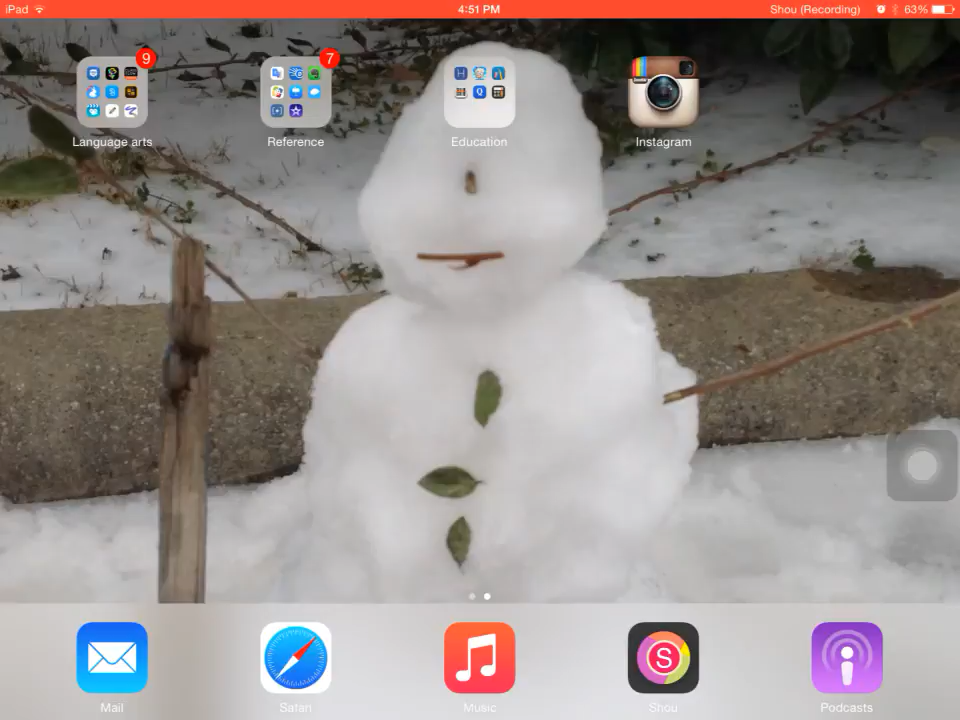 iPad 4:51 PM Shou (Recording) 63%
9 7
Language arts Reference Education Instagram
S
Mail Safari Music Shou Podcasts